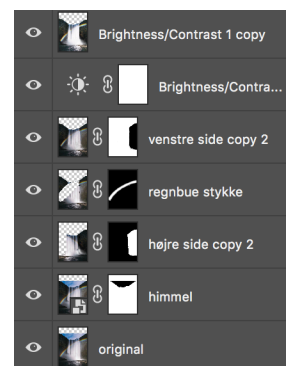 Brightness/Contrast 1 copy
Brightness/Contra...
venstre side copy 2
regnbue stykke
højre side copy 2
himmel
original